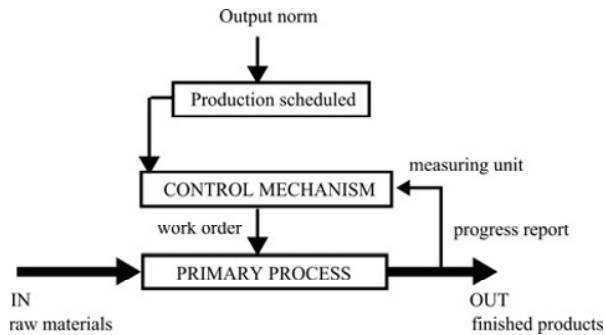 Output norm
Production scheduled
measuring unit
CONTROL MECHANISM
work order
progress report
PRIMARY PROCESS
IN
raw materials
OUT
finished products